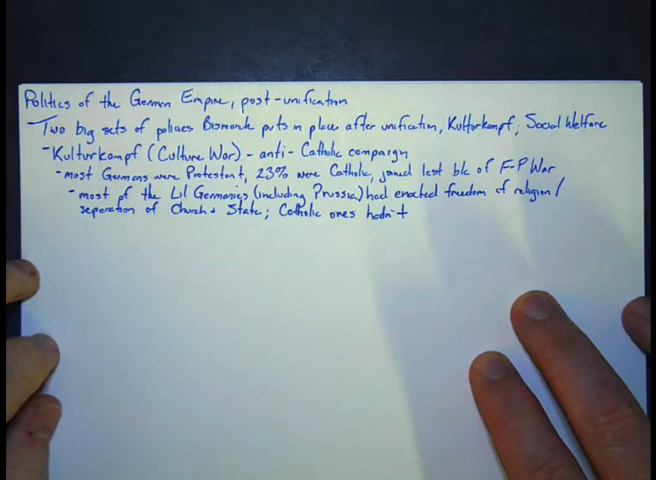 Politics of the German Empire, post-unification
- Two big sets of policies Bismarck puts in place after unification, Kulturkampf, Social Welfare
- Kulturkampf (Culture War) - anti-Catholic campaign
- most Germans were Protestant, 23% were Catholic, joined last b/c of F-P War
- most of the Lil Germanies (including Prussia) had enacted freedom of religion/
separation of Church + State; Catholic ones hadn't